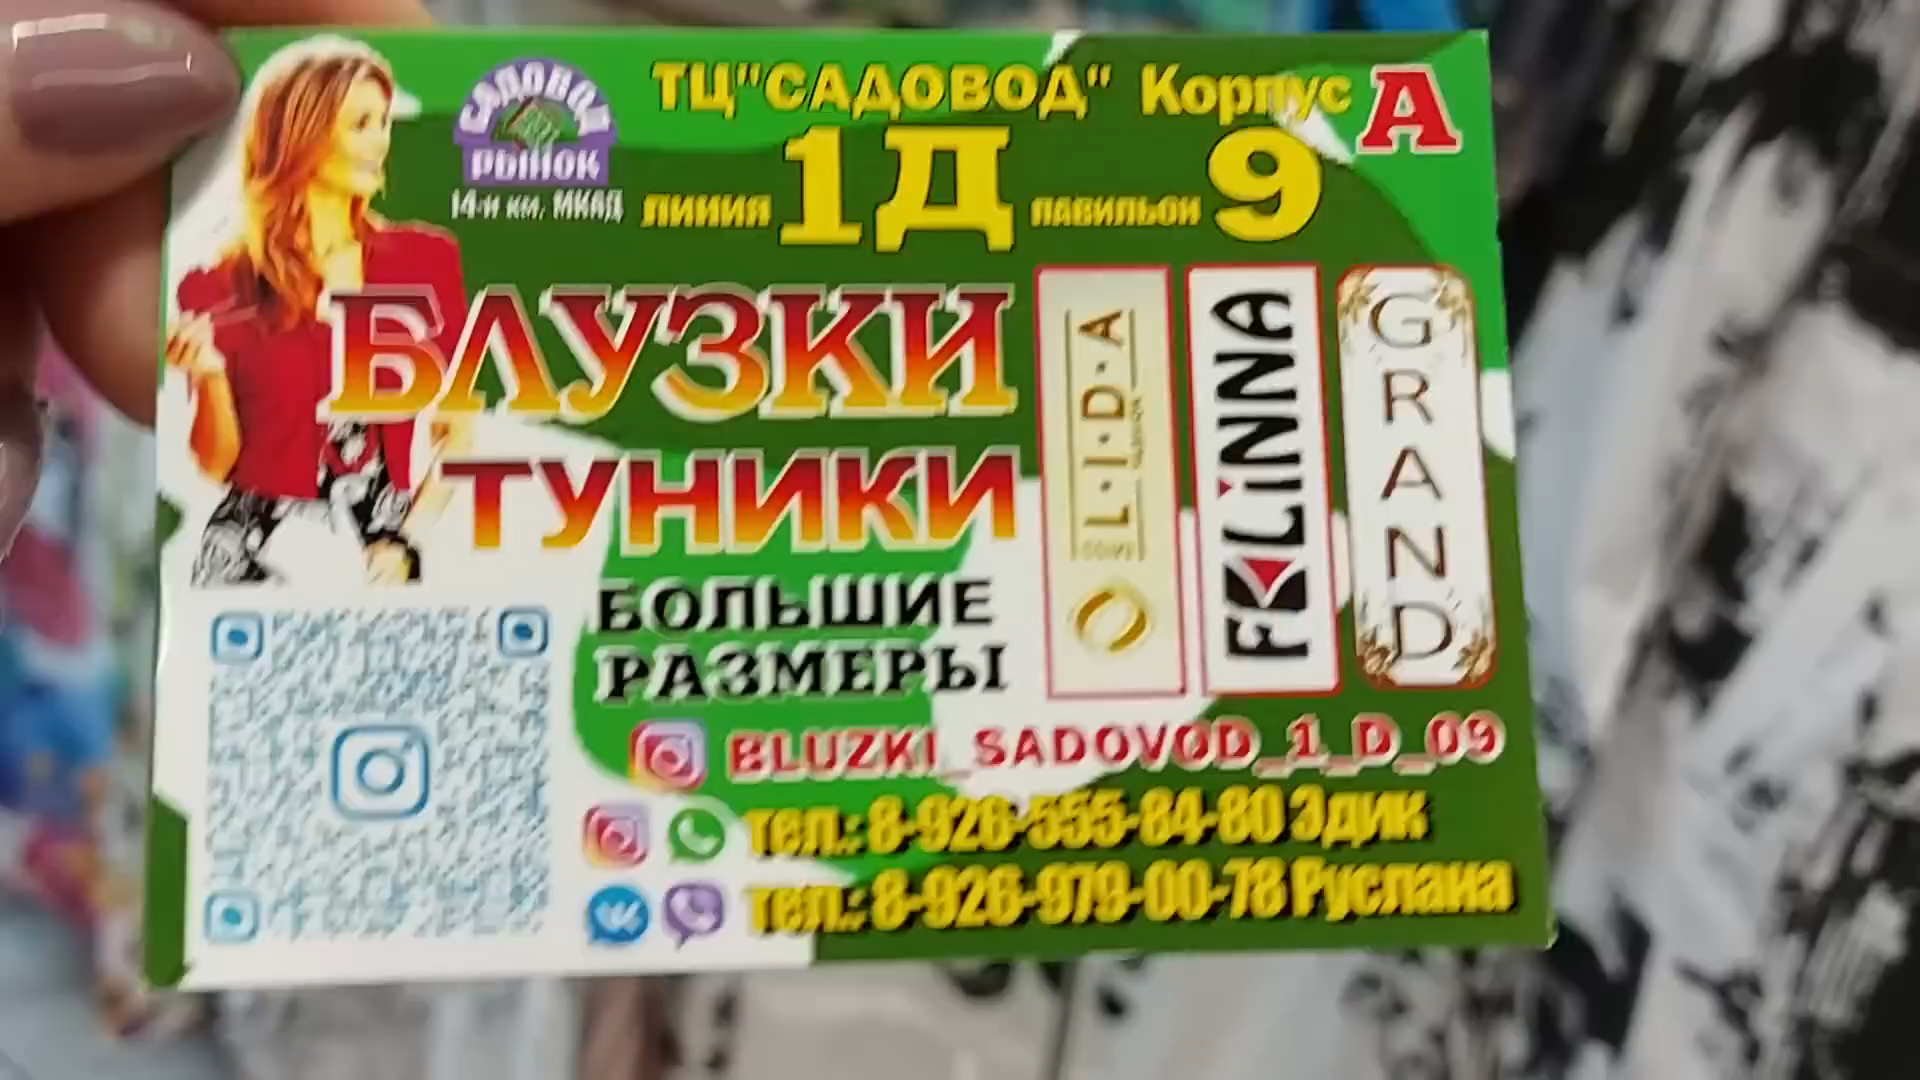 ТЦ"САДОВОД" Корпус А
САДОВОД
РЫНОК
14-й км. МКАД
линия 1Д павильон 9
БЛУЗКИ
ТУНИКИ
БОЛЬШИЕ
РАЗМЕРЫ
L·I·D·A
FOLiNNA
GRAND
BLUZKI_SADOVOD_1_D_09
тел.: 8-926-555-84-80 Эдик
тел.: 8-926-979-00-78 Руслана